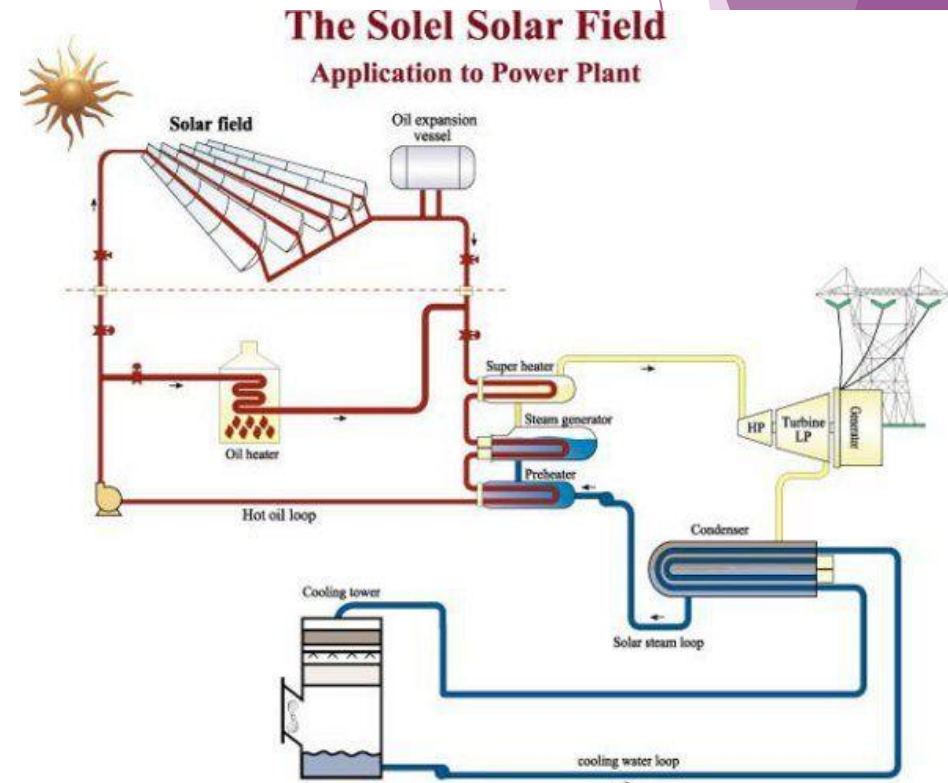 The Solel Solar Field
Application to Power Plant
Solar field
Oil expansion
vessel
Super heater
Steam generator
Oil heater
Preheater
Hot oil loop
HP
Turbine
LP
Generator
Condenser
Cooling tower
Solar steam loop
cooling water loop